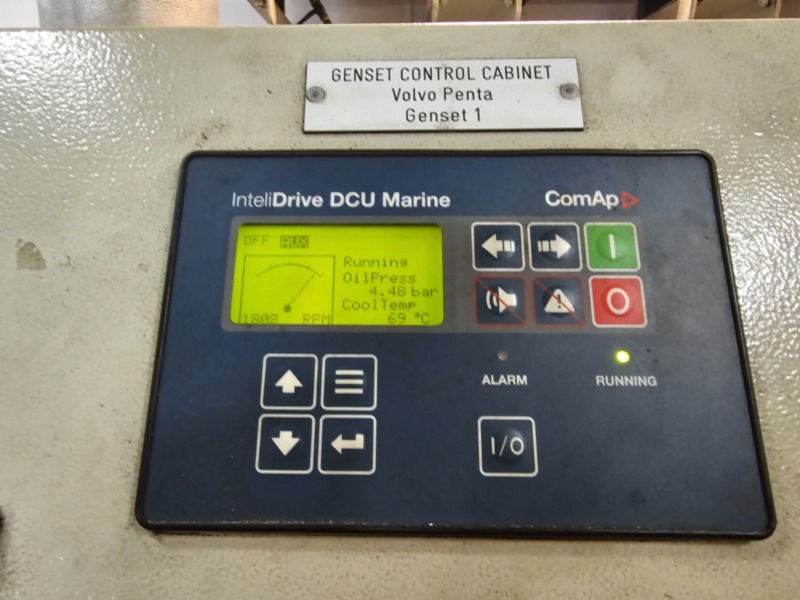 GENSET CONTROL CABINET
Volvo Penta
Genset 1
InteliDrive DCU Marine
ComAp
OFF AUX
Running
OilPress
4.48 bar
CoolTemp
1808 RPM
69 °C
ALARM
RUNNING
I/O